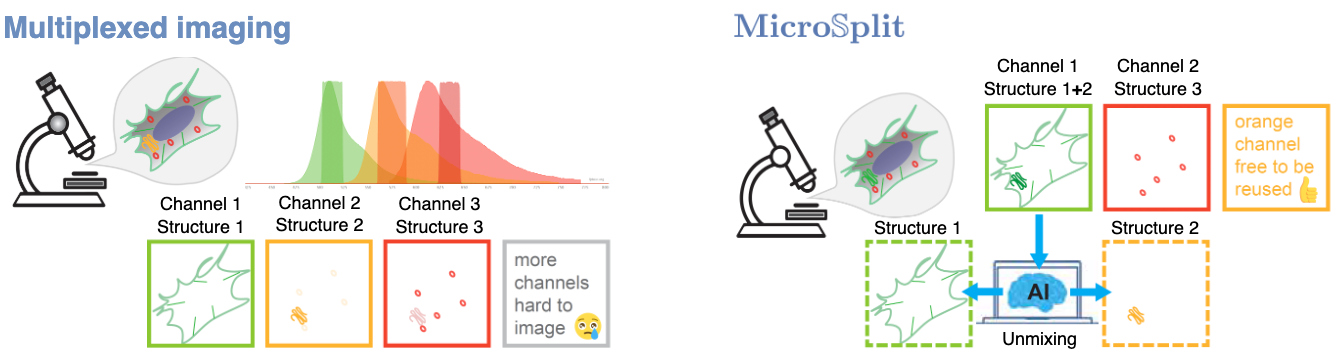 Multiplexed imaging
Channel 1
Structure 1
Channel 2
Structure 2
Channel 3
Structure 3
more
channels
hard to
image
MicroSplit
Channel 1
Structure 1+2
Channel 2
Structure 3
orange
channel
free to be
reused
Structure 1
AI
Unmixing
Structure 2